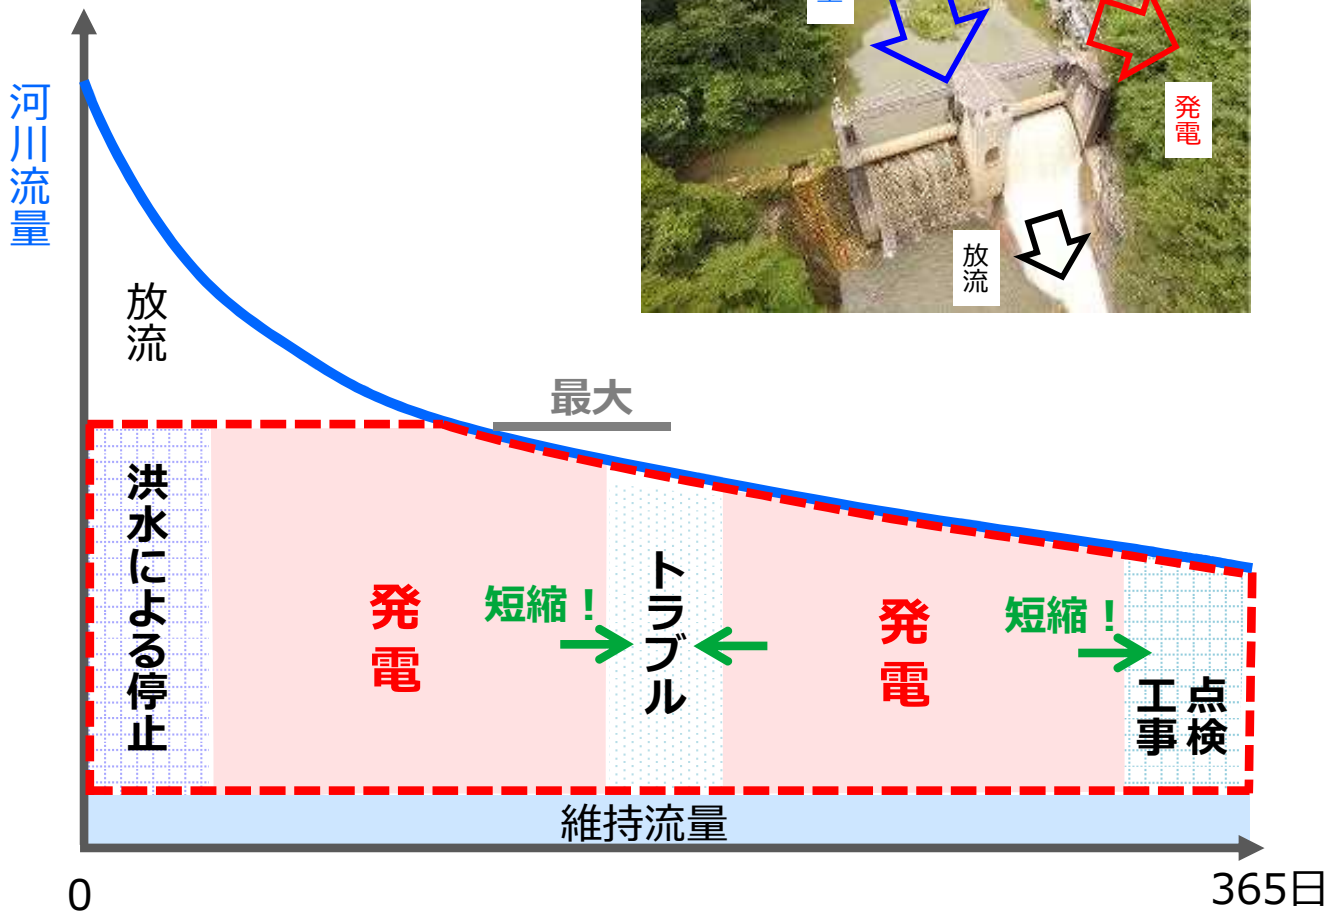 河川流量
放流
最大
洪水による停止
発電
短縮！
トラブル
発電
短縮！
点検
工事
維持流量
0
365日
発電
放流